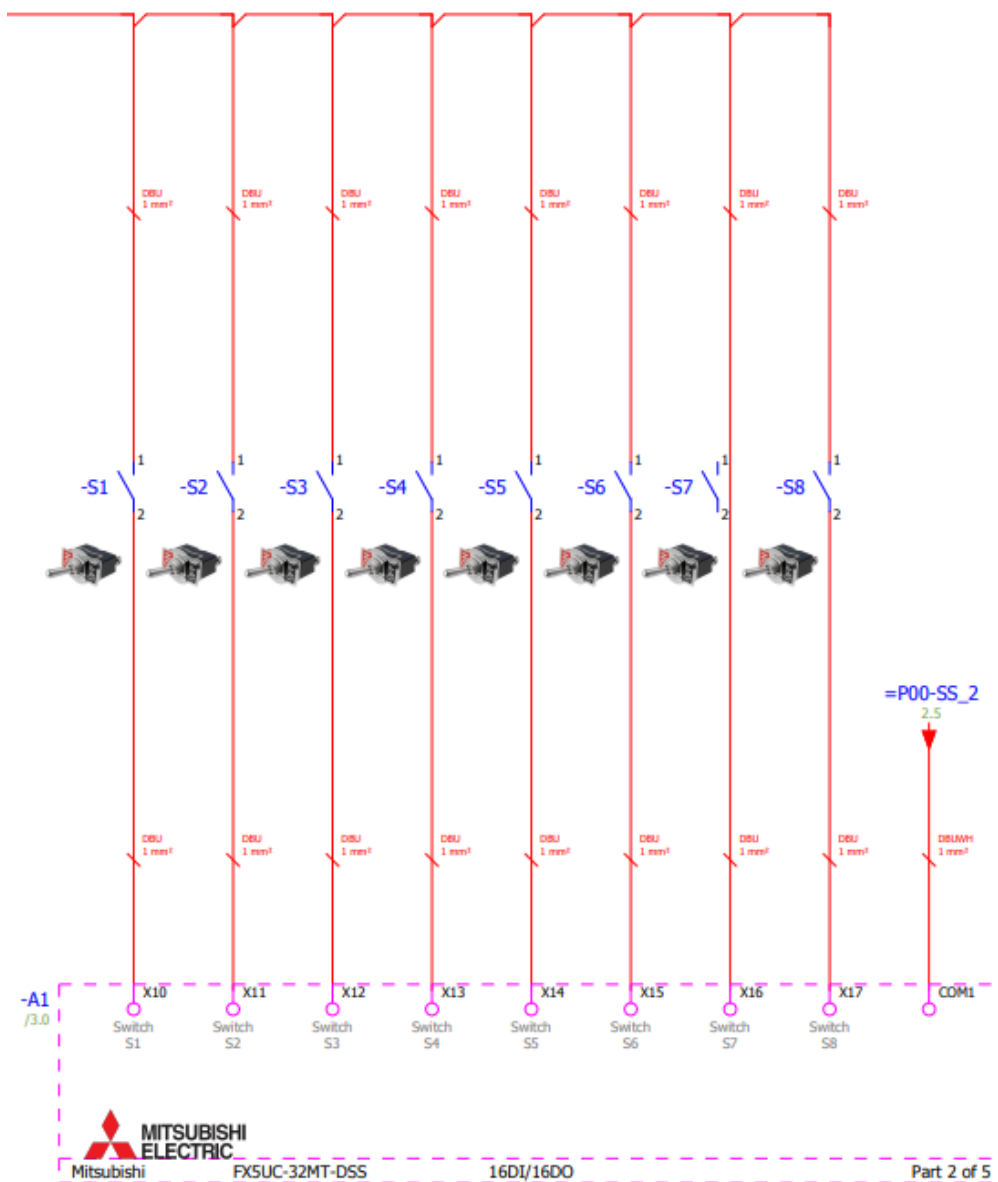 DBU DBU DBU DBU DBU DBU DBU DBU
1 mm² 1 mm² 1 mm² 1 mm² 1 mm² 1 mm² 1 mm² 1 mm²
1 1 1 1 1 1 1 1
-S1 -S2 -S3 -S4 -S5 -S6 -S7 -S8
2 2 2 2 2 2 2 2
=P00-SS_2
2.5
DBU DBU DBU DBU DBU DBU DBU DBU DBUWH
1 mm² 1 mm² 1 mm² 1 mm² 1 mm² 1 mm² 1 mm² 1 mm² 1 mm²
-A1 X10 X11 X12 X13 X14 X15 X16 X17 COM1
/3.0
Switch Switch Switch Switch Switch Switch Switch Switch
S1 S2 S3 S4 S5 S6 S7 S8
MITSUBISHI
ELECTRIC
Mitsubishi FX5UC-32MT-DSS 16DI/16DO Part 2 of 5